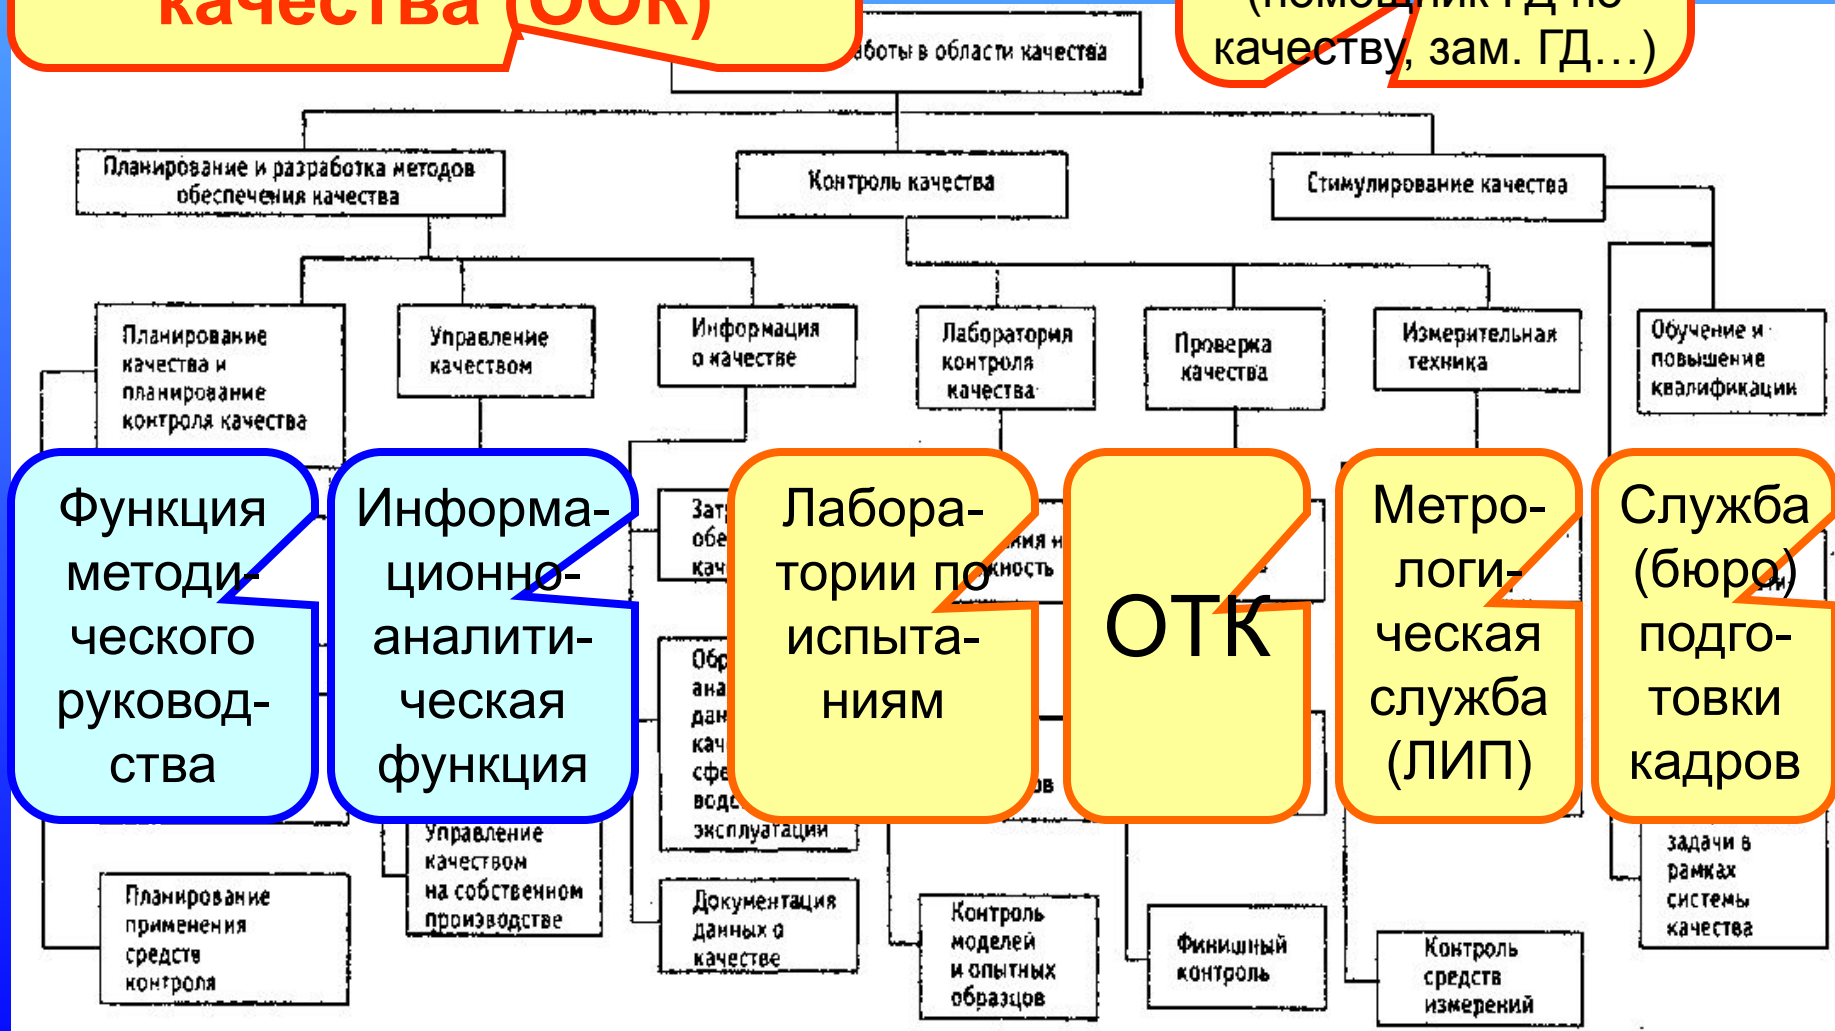 качества (ООК)
(помощник ГД по
качеству, зам. ГД...)
аботы в области качества
Планирование и разработка методов
обеспечения качества
Контроль качества
Стимулирование качества
Планирование
качества и
планирование
контроля качества
Управление
качеством
Информация
о качестве
Лаборатория
контроля
качества
Проверка
качества
Измерительная
техника
Обучение и
повышение
квалификации
Функция
методи-
ческого
руковод-
ства
Информа-
ционно-
аналити-
ческая
функция
Лабора-
тории по
испыта-
ниям
ОТК
Метро-
логи-
ческая
служба
(ЛИП)
Служба
(бюро)
подго-
товки
кадров
эксплуатации
Планирование
применения
средств
контроля
Управление
качеством
на собственном
производстве
Документация
данных о
качестве
Контроль
моделей
и опытных
образцов
Финишный
контроль
Контроль
средств
измерений
задачи в
рамках
системы
качества